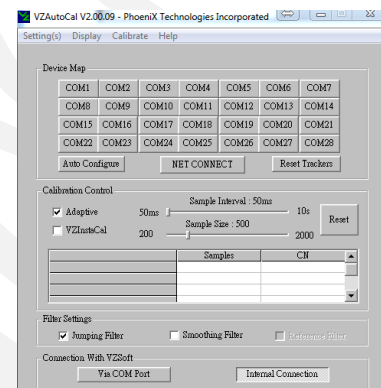 VZAutoCal V2.00.09 - PhoeniX Technologies Incorporated
Setting(s) Display Calibrate Help
Device Map
COM1 COM2 COM3 COM4 COM5 COM6 COM7
COM8 COM9 COM10 COM11 COM12 COM13 COM14
COM15 COM16 COM17 COM18 COM19 COM20 COM21
COM22 COM23 COM24 COM25 COM26 COM27 COM28
Auto Configure NET CONNECT Reset Trackers
Calibration Control
Sample Interval : 50ms
Adaptive 50ms 10s Reset
Sample Size : 500
VZInstaCal 200 2000
Samples CN
Filter Settings
Jumping Filter Smoothing Filter Reference Filter
Connection With VZSoft
Via COM Port Internal Connection